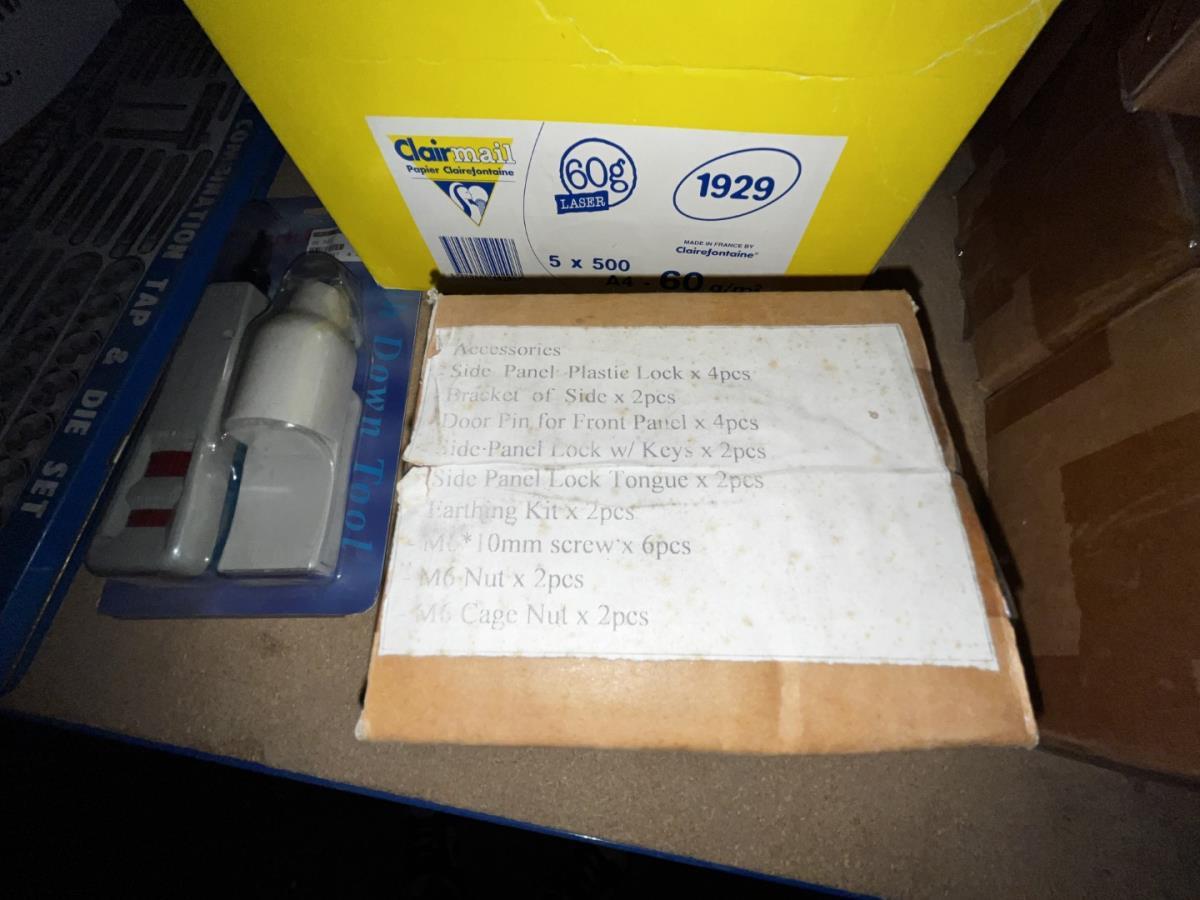 Clairmail
Papier Clairefontaine
60g
LASER
1929
MADE IN FRANCE BY
Clairefontaine
5 x 500
A4 - 60 g/m²
COMBINATION TAP & DIE SET
Down Tool
Accessories
- Side Panel Plastic Lock x 4pcs
- Bracket of Side x 2pcs
- Door Pin for Front Panel x 4pcs
- Side Panel Lock w/ Keys x 2pcs
- Side Panel Lock Tongue x 2pcs
- Earthing Kit x 2pcs
- M6*10mm screw x 6pcs
- M6 Nut x 2pcs
- M6 Cage Nut x 2pcs